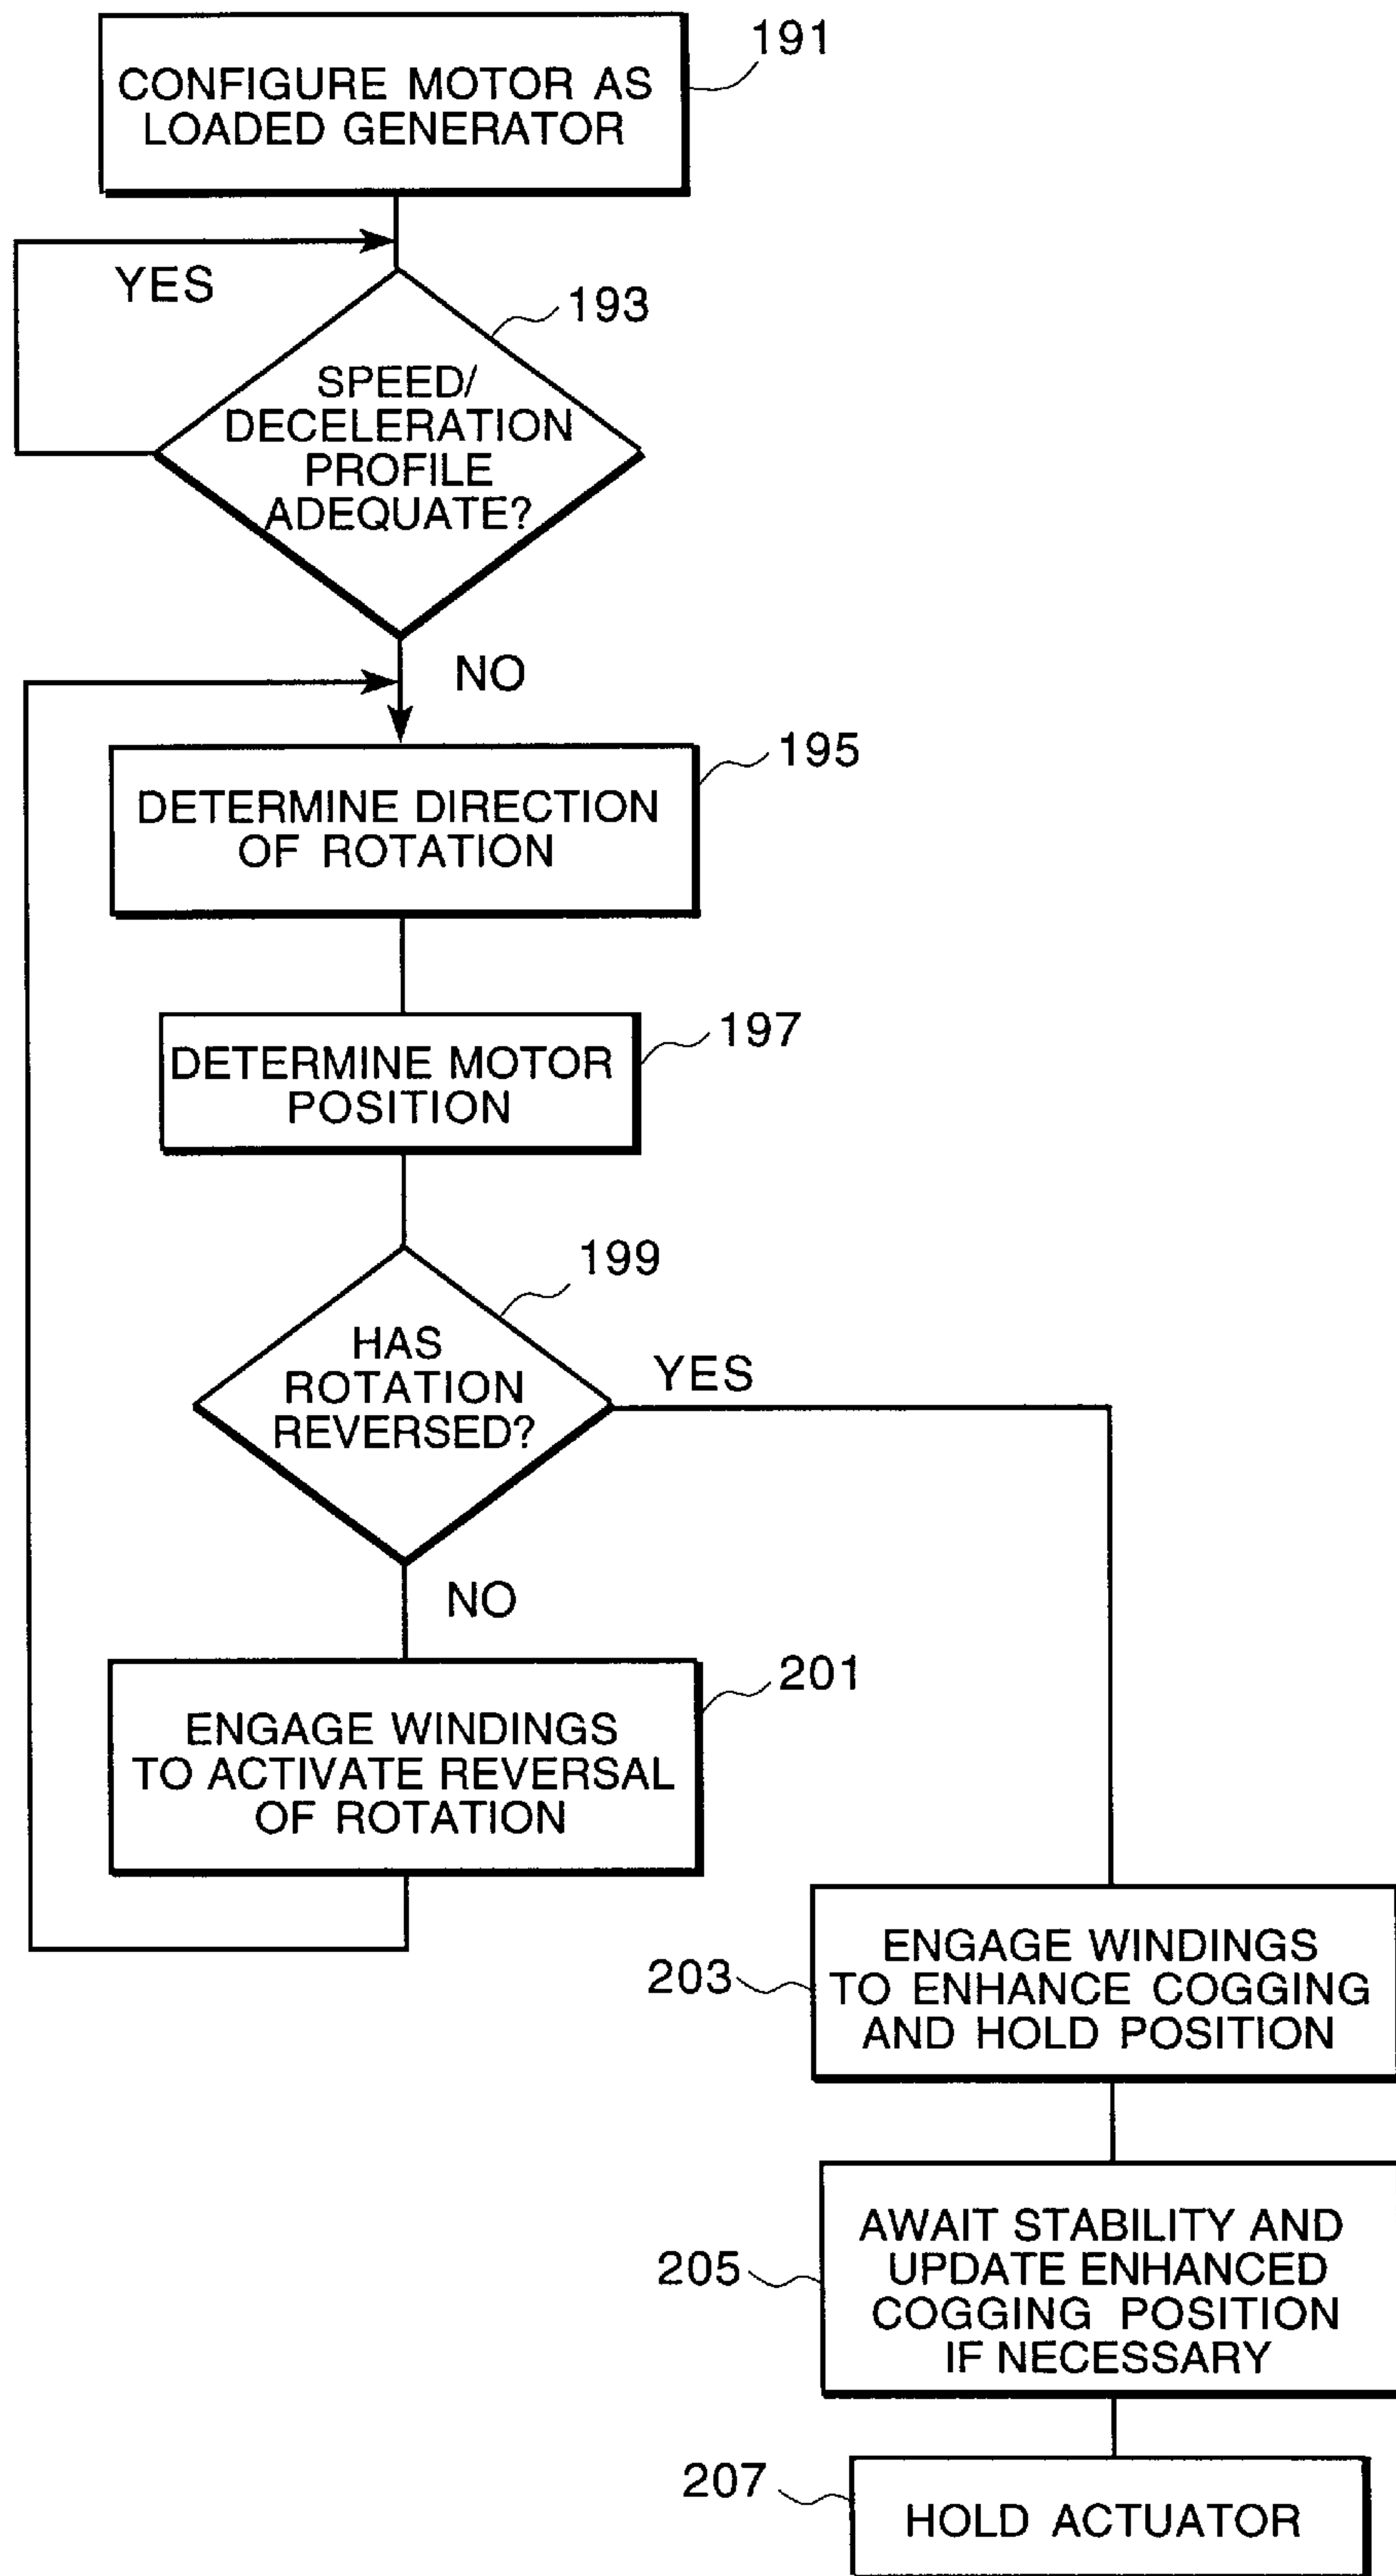 191
CONFIGURE MOTOR AS
LOADED GENERATOR
YES
193
SPEED/
DECELERATION
PROFILE
ADEQUATE?
NO
195
DETERMINE DIRECTION
OF ROTATION
197
DETERMINE MOTOR
POSITION
199
HAS
ROTATION
REVERSED?
YES
NO
201
ENGAGE WINDINGS
TO ACTIVATE REVERSAL
OF ROTATION
203
ENGAGE WINDINGS
TO ENHANCE COGGING
AND HOLD POSITION
205
AWAIT STABILITY AND
UPDATE ENHANCED
COGGING POSITION
IF NECESSARY
207
HOLD ACTUATOR